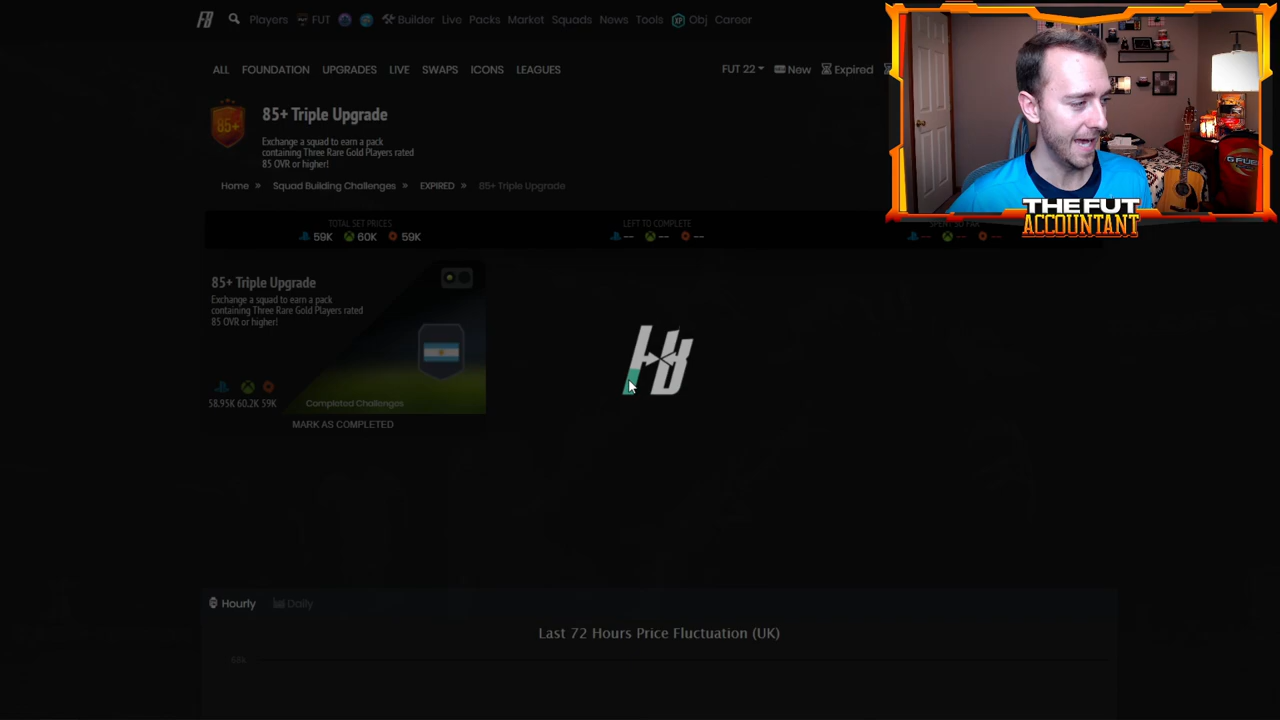 Players FUT Builder Live Packs Market Squads News Tools XP Obj Career
ALL FOUNDATION UPGRADES LIVE SWAPS ICONS LEAGUES FUT 22 New Expired
85+
85+ Triple Upgrade
Exchange a squad to earn a pack
containing Three Rare Gold Players rated
85 OVR or higher!
Home » Squad Building Challenges » EXPIRED » 85+ Triple Upgrade
TOTAL SET PRICES
59K 60K 59K
LEFT TO COMPLETE
-- -- --
-- -- --
85+ Triple Upgrade
Exchange a squad to earn a pack
containing Three Rare Gold Players rated
85 OVR or higher!
58.95K 60.2K 59K
Completed Challenges
MARK AS COMPLETED
Hourly Daily
Last 72 Hours Price Fluctuation (UK)
THE FUT
ACCOUNTANT
G FUEL